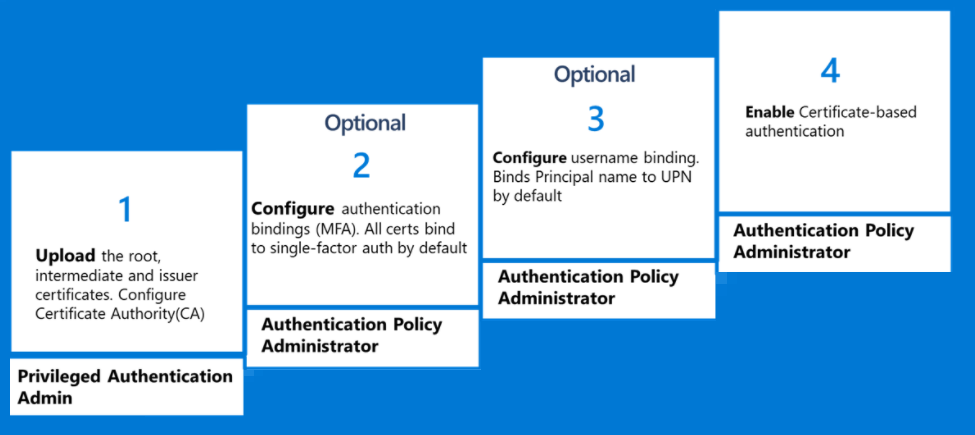 1
Upload the root,
intermediate and issuer
certificates. Configure
Certificate Authority(CA)
Privileged Authentication
Admin
Optional
2
Configure authentication
bindings (MFA). All certs bind
to single-factor auth by default
Authentication Policy
Administrator
Optional
3
Configure username binding.
Binds Principal name to UPN
by default
Authentication Policy
Administrator
4
Enable Certificate-based
authentication
Authentication Policy
Administrator